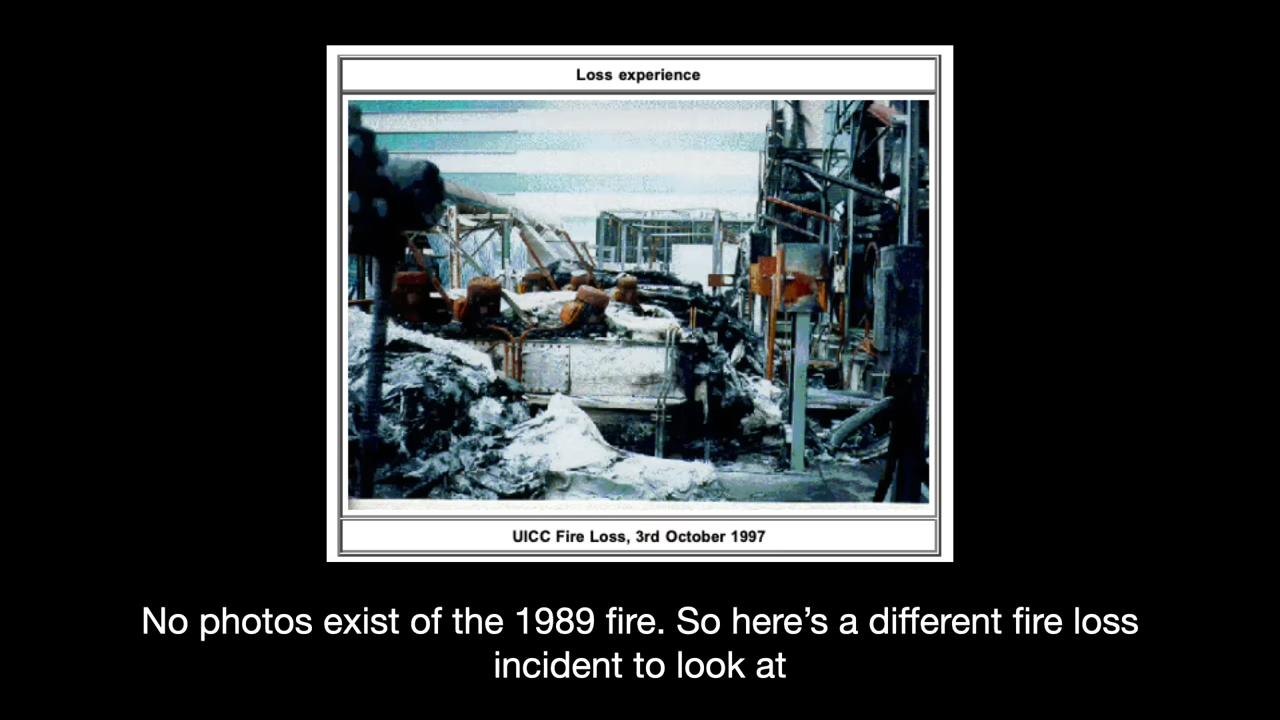 Loss experience
UICC Fire Loss, 3rd October 1997
No photos exist of the 1989 fire. So here’s a different fire loss
incident to look at